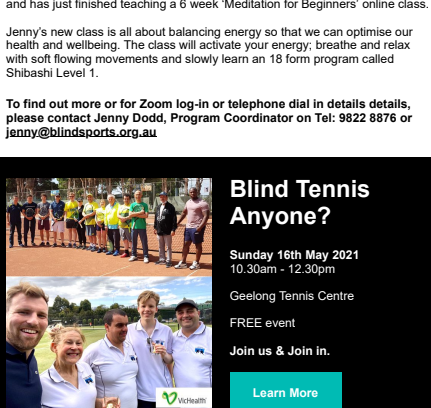 and has just finished teaching a 6 week ‘Meditation for Beginners’ online class.
Jenny's new class is all about balancing energy so that we can optimise our
health and wellbeing. The class will activate your energy; breathe and relax
with soft flowing movements and slowly learn an 18 form program called
Shibashi Level 1.
To find out more or for Zoom log-in or telephone dial in details details,
please contact Jenny Dodd, Program Coordinator on Tel: 9822 8876 or
jenny@blindsports.org.au
Blind Tennis
Anyone?
Sunday 16th May 2021
10.30am - 12.30pm
Geelong Tennis Centre
FREE event
Join us & Join in.
VicHealth
Learn More